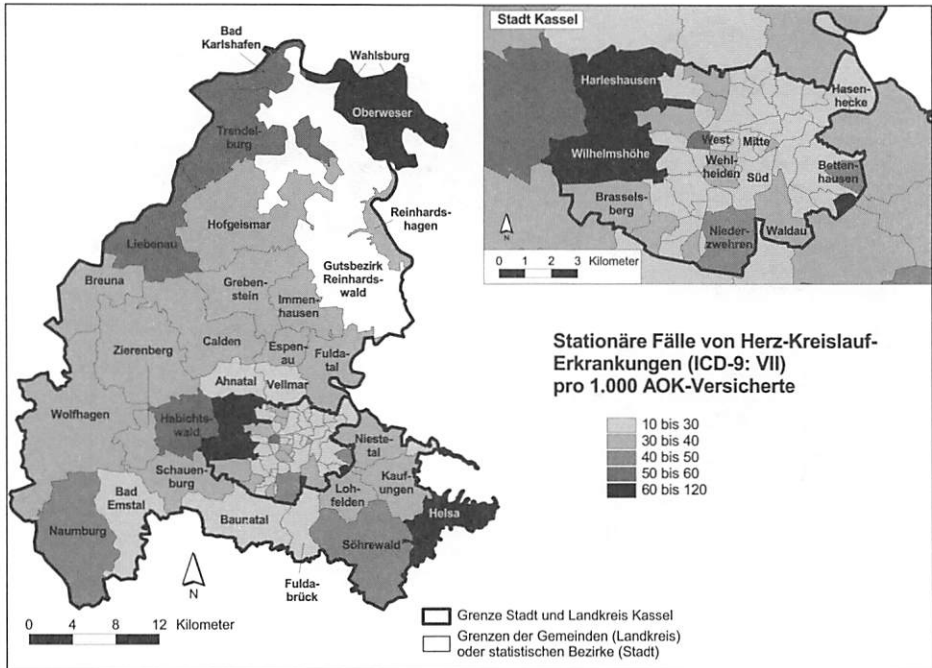 Bad
Karlshafen
Wahlsburg
Oberweser
Trendel-
burg
Reinhards-
hagen
Hofgeismar
Liebenau
Gutsbezirk
Reinhards-
wald
Breuna
Greben-
stein
Immen-
hausen
Zierenberg
Calden
Espen-
au
Fulda-
tal
Ahnatal
Vellmar
Wolfhagen
Habichts-
wald
Nieste-
tal
Schauen-
burg
Kauf-
ungen
Bad
Emstal
Loh-
felden
Helsa
Baunatal
Naumburg
Söhrewald
Fulda-
brück
N
0 4 8 12 Kilometer
Stadt Kassel
Harleshausen
Hasen-
hecke
West
Mitte
Wilhelmshöhe
Wehl-
heiden
Süd
Betten-
hausen
Brassels-
berg
Nieder-
zwehren
Waldau
N
0 1 2 3 Kilometer
Stationäre Fälle von Herz-Kreislauf-
Erkrankungen (ICD-9: VII)
pro 1.000 AOK-Versicherte
10 bis 30
30 bis 40
40 bis 50
50 bis 60
60 bis 120
Grenze Stadt und Landkreis Kassel
Grenzen der Gemeinden (Landkreis)
oder statistischen Bezirke (Stadt)